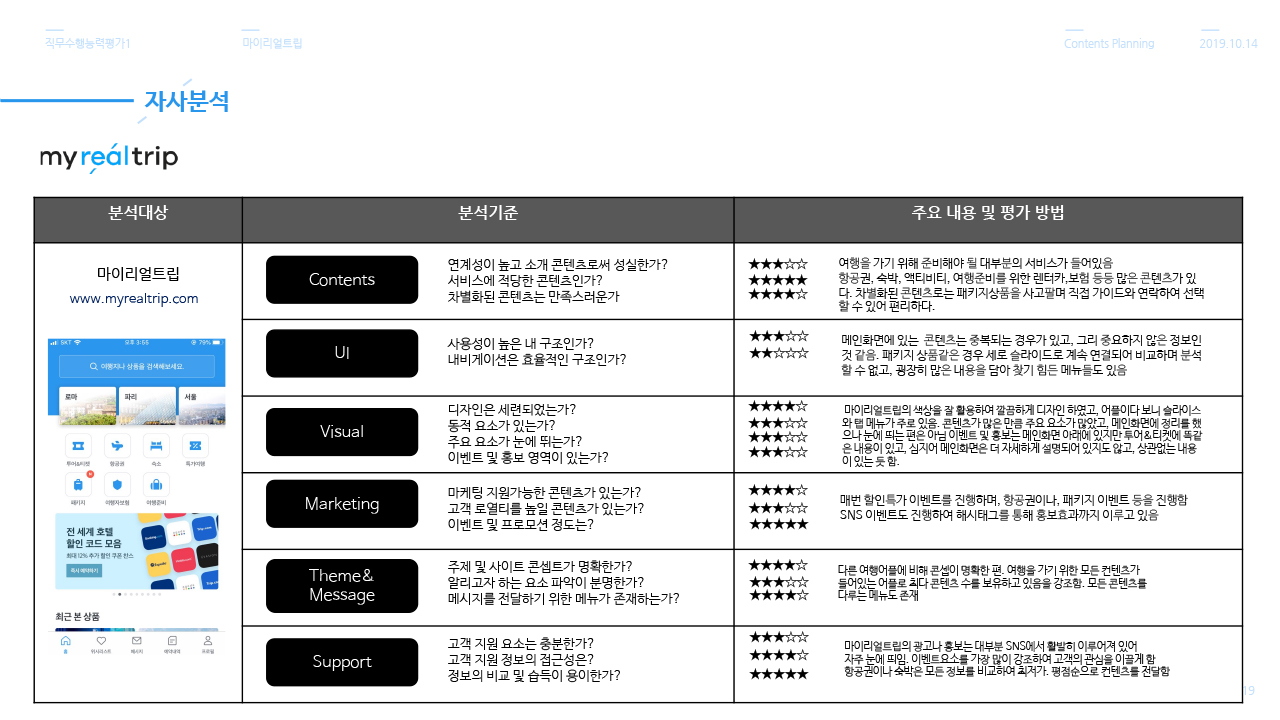 직무수행능력평가1
마이리얼트립
Contents Planning
2019.10.14
자사분석
my real trip
분석대상
분석기준
주요 내용 및 평가 방법
마이리얼트립
www.myrealtrip.com
SKT
오후 3:55
79%
여행지나 상품을 검색해보세요.
로마
파리
서울
투어&티켓
항공권
숙소
특가여행
패키지
여행자보험
여행준비
전 세계 호텔
할인 코드 모음
최대 12% 추가 할인 쿠폰 찬스
즉시 예약하기
최근 본 상품
홈
위시리스트
메시지
예약내역
프로필
Contents
연계성이 높고 소개 콘텐츠로써 성실한가?
서비스에 적당한 콘텐츠인가?
차별화된 콘텐츠는 만족스러운가
★★★☆☆
★★★★★
★★★★☆
여행을 가기 위해 준비해야 될 대부분의 서비스가 들어있음
항공권, 숙박, 액티비티, 여행준비를 위한 렌터카,보험 등등 많은 콘텐츠가 있
다. 차별화된 콘텐츠로는 패키지상품을 사고팔며 직접 가이드와 연락하여 선택
할 수 있어 편리하다.
UI
사용성이 높은 내 구조인가?
내비게이션은 효율적인 구조인가?
★★★☆☆
★★☆☆☆
메인화면에 있는 콘텐츠는 중복되는 경우가 있고, 그리 중요하지 않은 정보인
것 같음. 패키지 상품같은 경우 세로 슬라이드로 계속 연결되어 비교하며 분석
할 수 없고, 굉장히 많은 내용을 담아 찾기 힘든 메뉴들도 있음
Visual
디자인은 세련되었는가?
동적 요소가 있는가?
주요 요소가 눈에 뛰는가?
이벤트 및 홍보 영역이 있는가?
★★★★☆
★★★☆☆
★★★☆☆
★★★☆☆
마이리얼트립의 색상을 잘 활용하여 깔끔하게 디자인 하였고, 어플이다 보니 슬라이스
와 탭 메뉴가 주로 있음. 콘텐츠가 많은 만큼 주요 요소가 많았고, 메인화면에 정리를 했
으나 눈에 띄는 편은 아님 이벤트 및 홍보는 메인화면 아래에 있지만 투어&티켓에 똑같
은 내용이 있고, 심지어 메인화면은 더 자세하게 설명되어 있지도 않고, 상관없는 내용
이 있는 듯 함.
Marketing
마케팅 지원가능한 콘텐츠가 있는가?
고객 로열티를 높일 콘텐츠가 있는가?
이벤트 및 프로모션 정도는?
★★★★☆
★★★☆☆
★★★★★
매번 할인특가 이벤트를 진행하며, 항공권이나, 패키지 이벤트 등을 진행함
SNS 이벤트도 진행하여 해시태그를 통해 홍보효과까지 이루고 있음
Theme&
Message
주제 및 사이트 콘셉트가 명확한가?
알리고자 하는 요소 파악이 분명한가?
메시지를 전달하기 위한 메뉴가 존재하는가?
★★★★☆
★★★☆☆
★★★★☆
다른 여행어플에 비해 콘셉이 명확한 편. 여행을 가기 위한 모든 컨텐츠가
들어있는 어플로 최다 콘텐츠 수를 보유하고 있음을 강조함. 모든 콘텐츠를
다루는 메뉴도 존재
Support
고객 지원 요소는 충분한가?
고객 지원 정보의 접근성은?
정보의 비교 및 습득이 용이한가?
★★★☆☆
★★★★☆
★★★★★
마이리얼트립의 광고나 홍보는 대부분 SNS에서 활발히 이루어져 있어
자주 눈에 띄임. 이벤트요소를 가장 많이 강조하여 고객의 관심을 이끌게 함
항공권이나 숙박은 모든 정보를 비교하여 최저가. 평점순으로 컨텐츠를 전달함
19